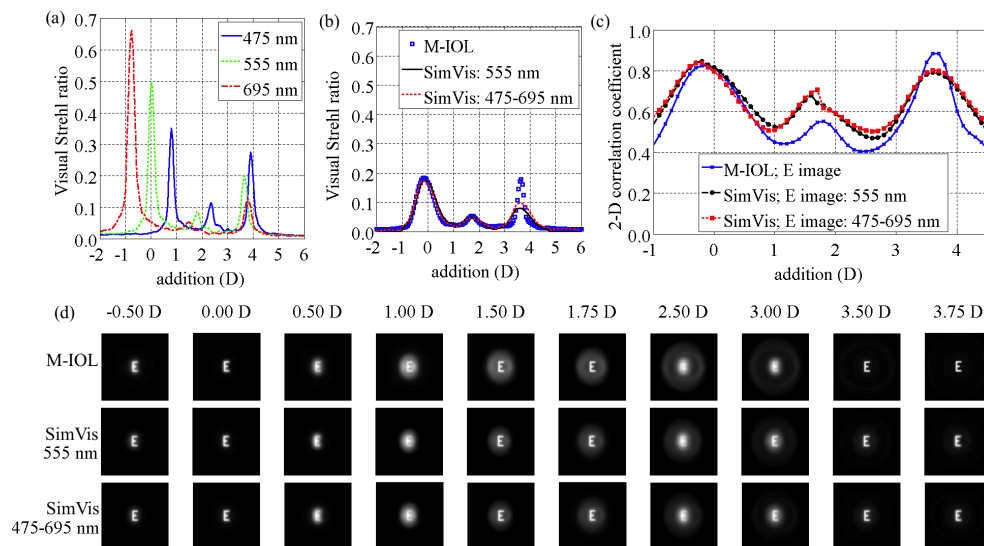 (a)
Visual Strehl ratio
0.7
0.6
0.5
0.4
0.3
0.2
0.1
0.0
475 nm
555 nm
695 nm
-2 -1 0 1 2 3 4 5 6
addition (D)
(b)
Visual Strehl ratio
0.7
0.6
0.5
0.4
0.3
0.2
0.1
0.0
M-IOL
SimVis: 555 nm
SimVis: 475-695 nm
-2 -1 0 1 2 3 4 5 6
addition (D)
(c)
2-D correlation coefficient
1.0
0.8
0.6
0.4
0.2
0.0
M-IOL; E image
SimVis; E image: 555 nm
SimVis; E image: 475-695 nm
-1 0 1 2 3 4
addition (D)
(d) -0.50 D 0.00 D 0.50 D 1.00 D 1.50 D 1.75 D 2.50 D 3.00 D 3.50 D 3.75 D
M-IOL E E E E E E E E E E
SimVis
555 nm E E E E E E E E E E
SimVis
475-695 nm E E E E E E E E E E